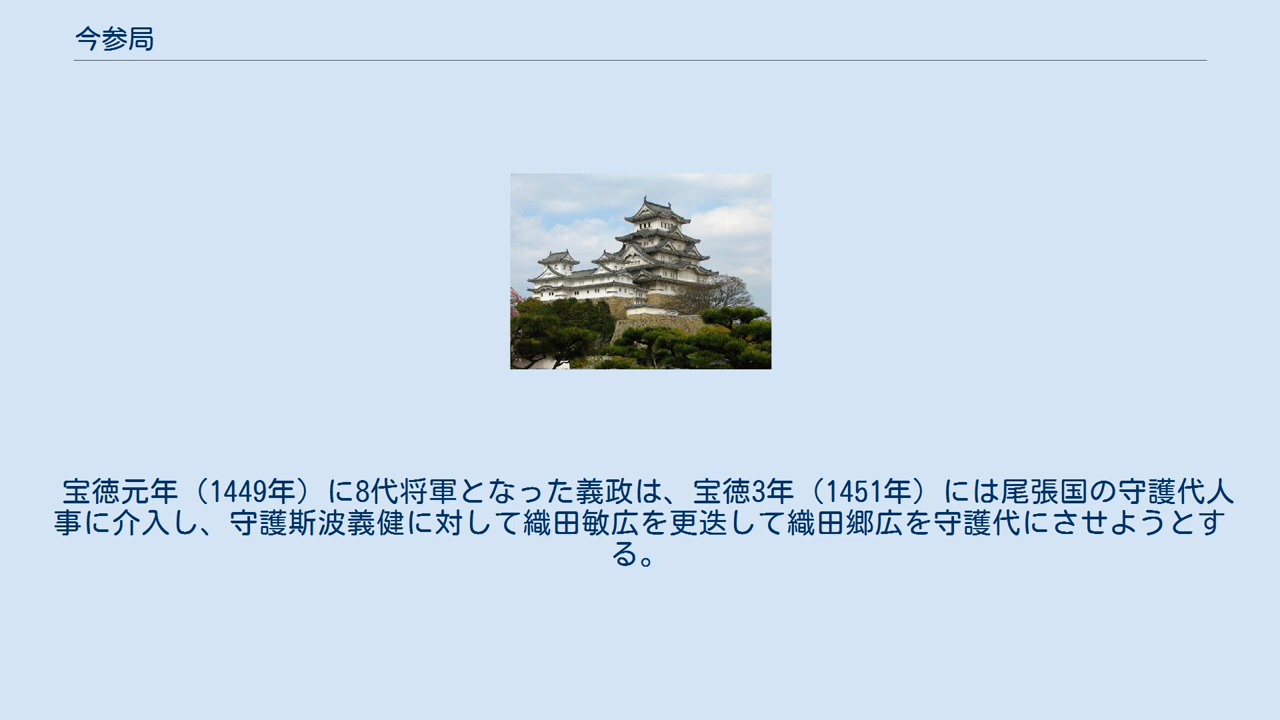 今参局
宝徳元年（1449年）に8代将軍となった義政は、宝徳3年（1451年）には尾張国の守護代人
事に介入し、守護斯波義健に対して織田敏広を更迭して織田郷広を守護代にさせようとす
る。